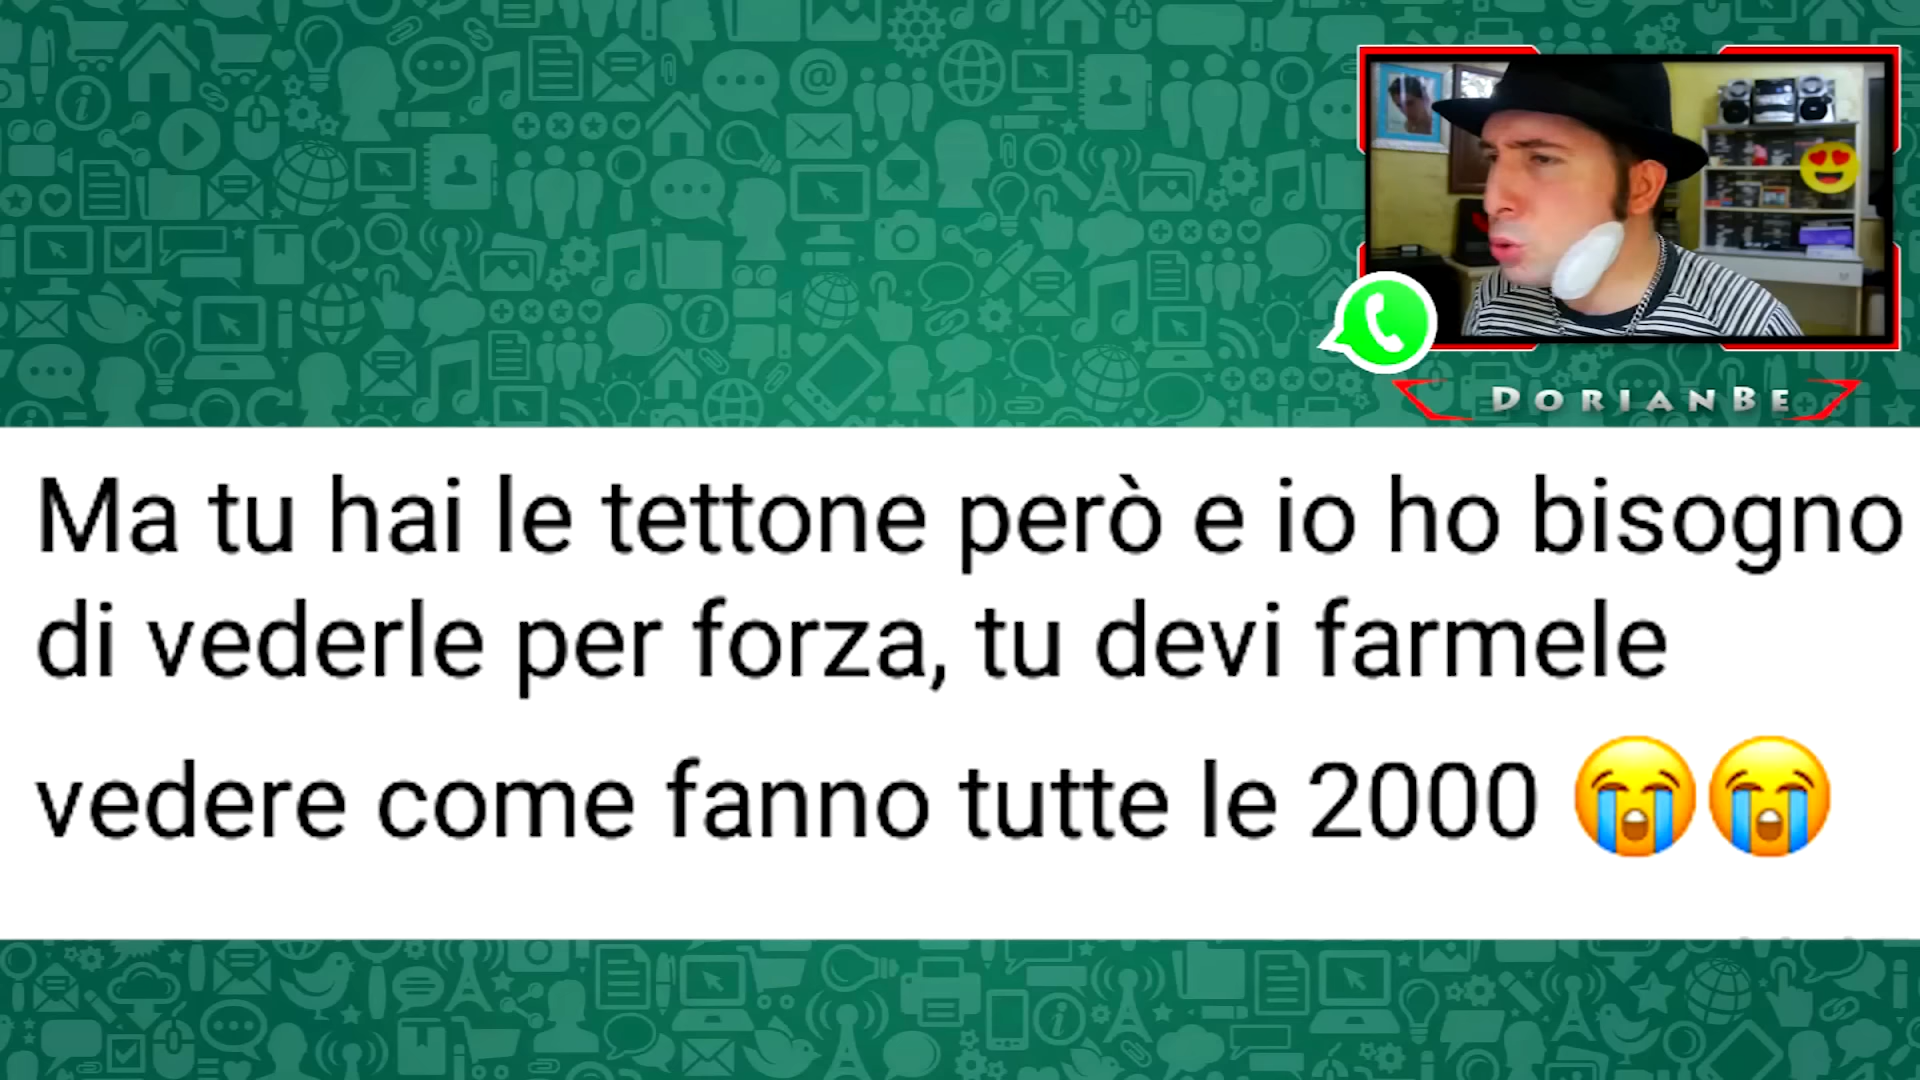 DORIANBE
Ma tu hai le tettone però e io ho bisogno
di vederle per forza, tu devi farmele
vedere come fanno tutte le 2000 😭😭